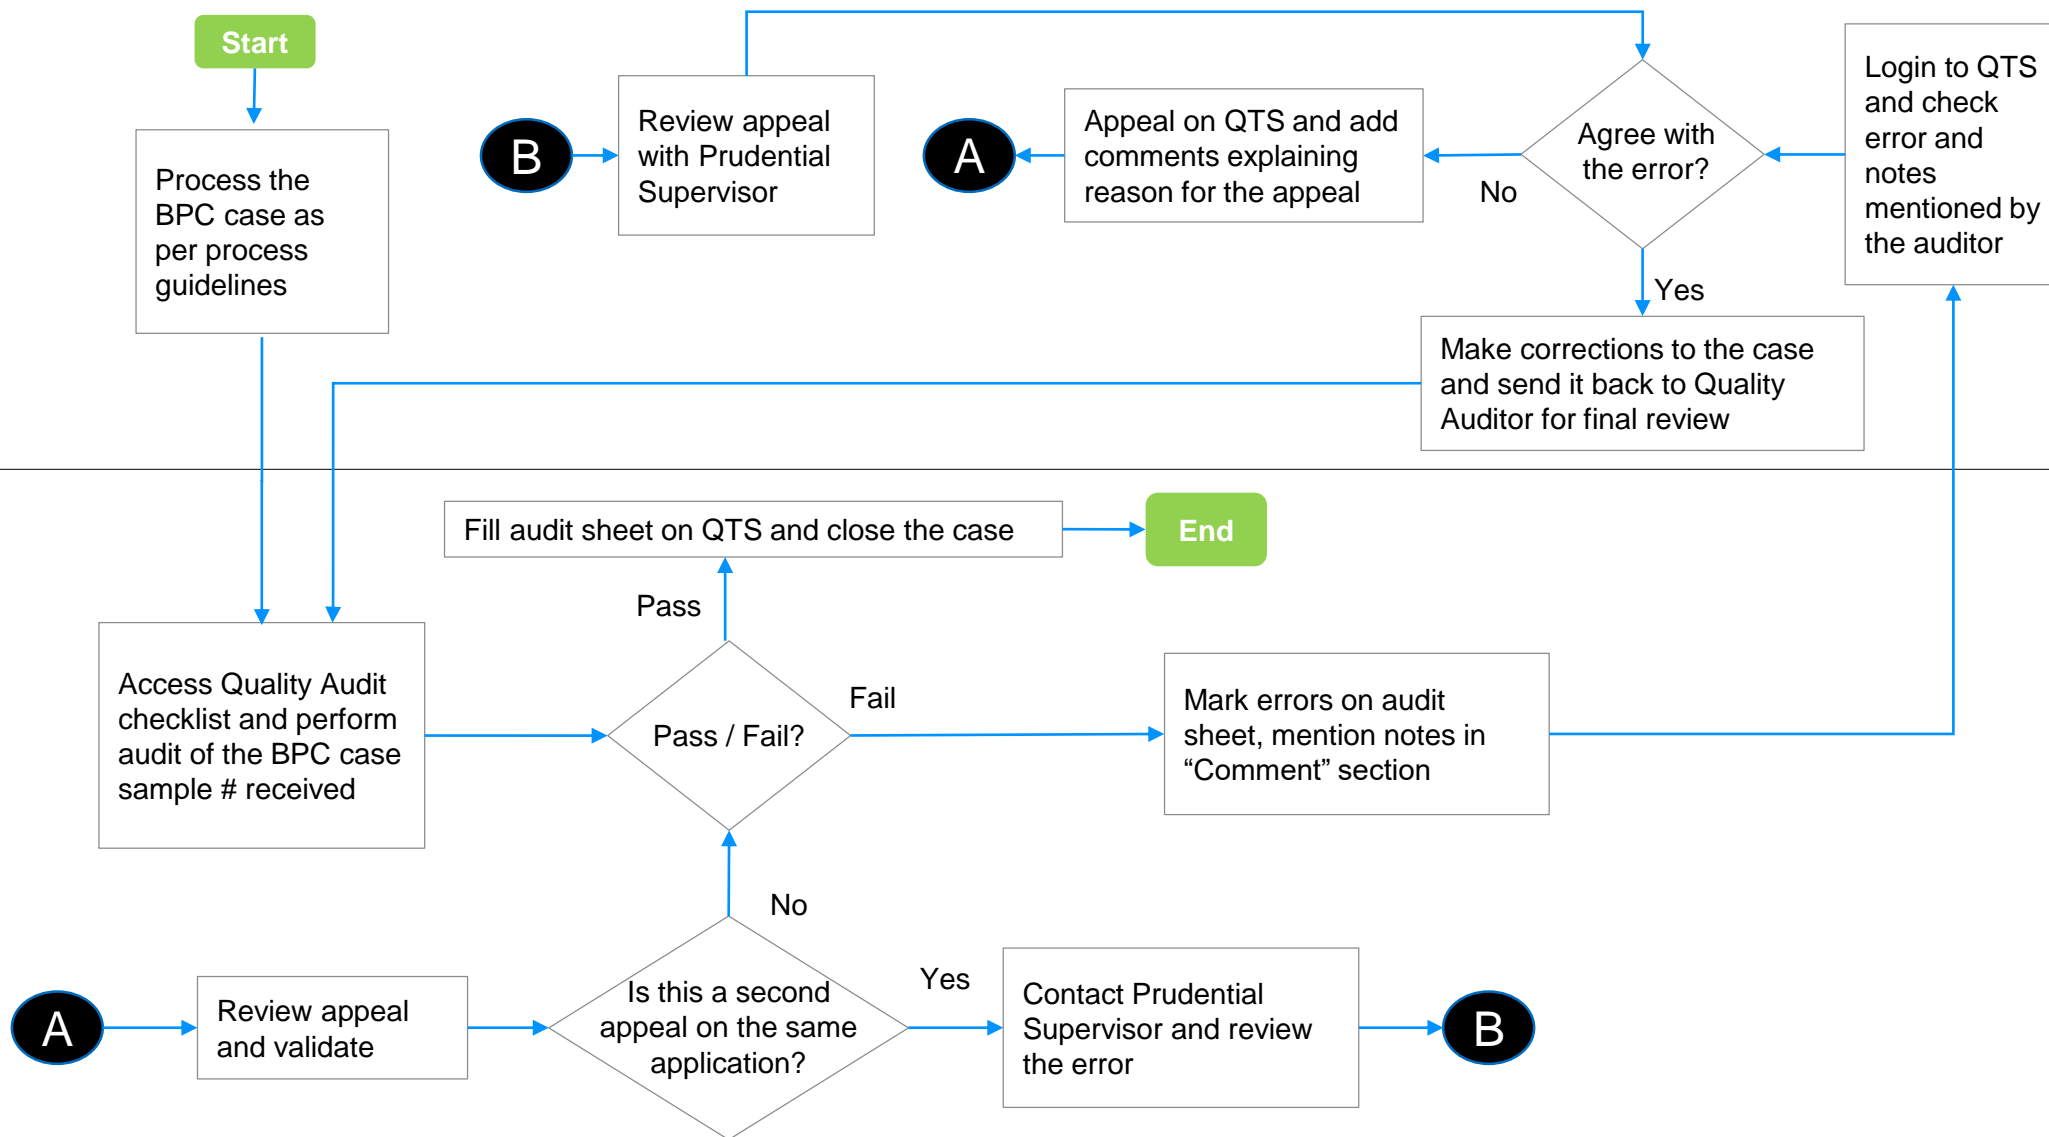 Start
Process the
BPC case as
per process
guidelines
B
Review appeal
with Prudential
Supervisor
A
Appeal on QTS and add
comments explaining
reason for the appeal
No
Agree with
the error?
Yes
Login to QTS
and check
error and
notes
mentioned by
the auditor
Make corrections to the case
and send it back to Quality
Auditor for final review
Fill audit sheet on QTS and close the case
End
Pass
Access Quality Audit
checklist and perform
audit of the BPC case
sample # received
Pass / Fail?
Fail
Mark errors on audit
sheet, mention notes in
“Comment” section
No
A
Review appeal
and validate
Is this a second
appeal on the same
application?
Yes
Contact Prudential
Supervisor and review
the error
B